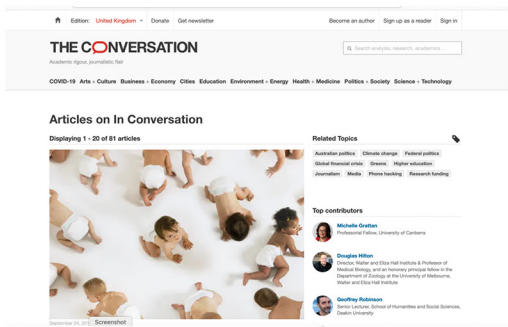 Edition: United Kingdom Donate Get newsletter Become an author Sign up as a reader Sign in
THE CONVERSATION
Academic rigour, journalistic flair
Search analysis, research, academics…
COVID-19 Arts + Culture Business + Economy Cities Education Environment + Energy Health + Medicine Politics + Society Science + Technology
Articles on In Conversation
Displaying 1 - 20 of 81 articles
Related Topics
Australian politics Climate change Federal politics
Global financial crisis Greens Higher education
Journalism Media Phone hacking Research funding
Top contributors
Michelle Grattan
Professorial Fellow, University of Canberra
Douglas Hilton
Director, Walter and Eliza Hall Institute & Professor of
Medical Biology, and an honorary principal fellow in the
Department of Zoology at the University of Melbourne,
Walter and Eliza Hall Institute
Geoffrey Robinson
Senior Lecturer, School of Humanities and Social Sciences,
Deakin University
September 24, 20
Screenshot